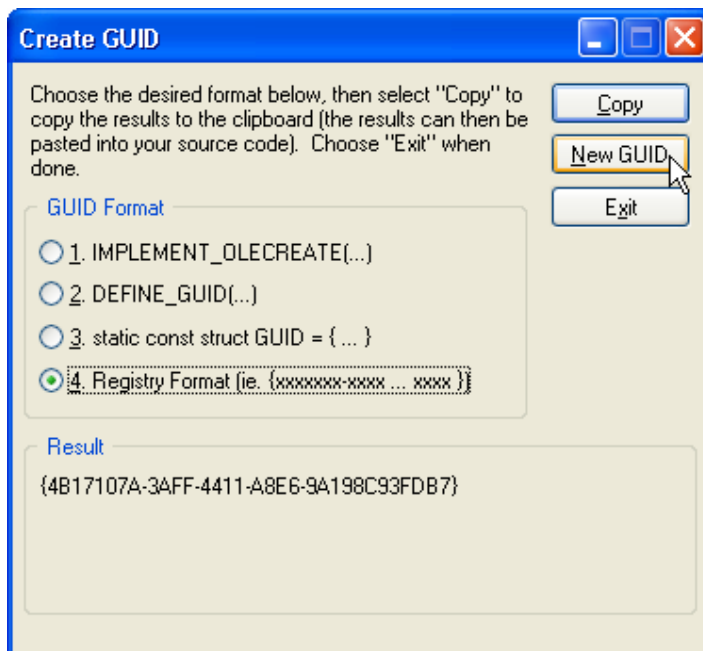 Create GUID
Choose the desired format below, then select "Copy" to
copy the results to the clipboard (the results can then be
pasted into your source code).  Choose "Exit" when
done.
Copy
New GUID
Exit
GUID Format
1. IMPLEMENT_OLECREATE(...)
2. DEFINE_GUID(...)
3. static const struct GUID = { ... }
4. Registry Format (ie. {xxxxxxx-xxxx ... xxxx })
Result
{4B17107A-3AFF-4411-A8E6-9A198C93FDB7}